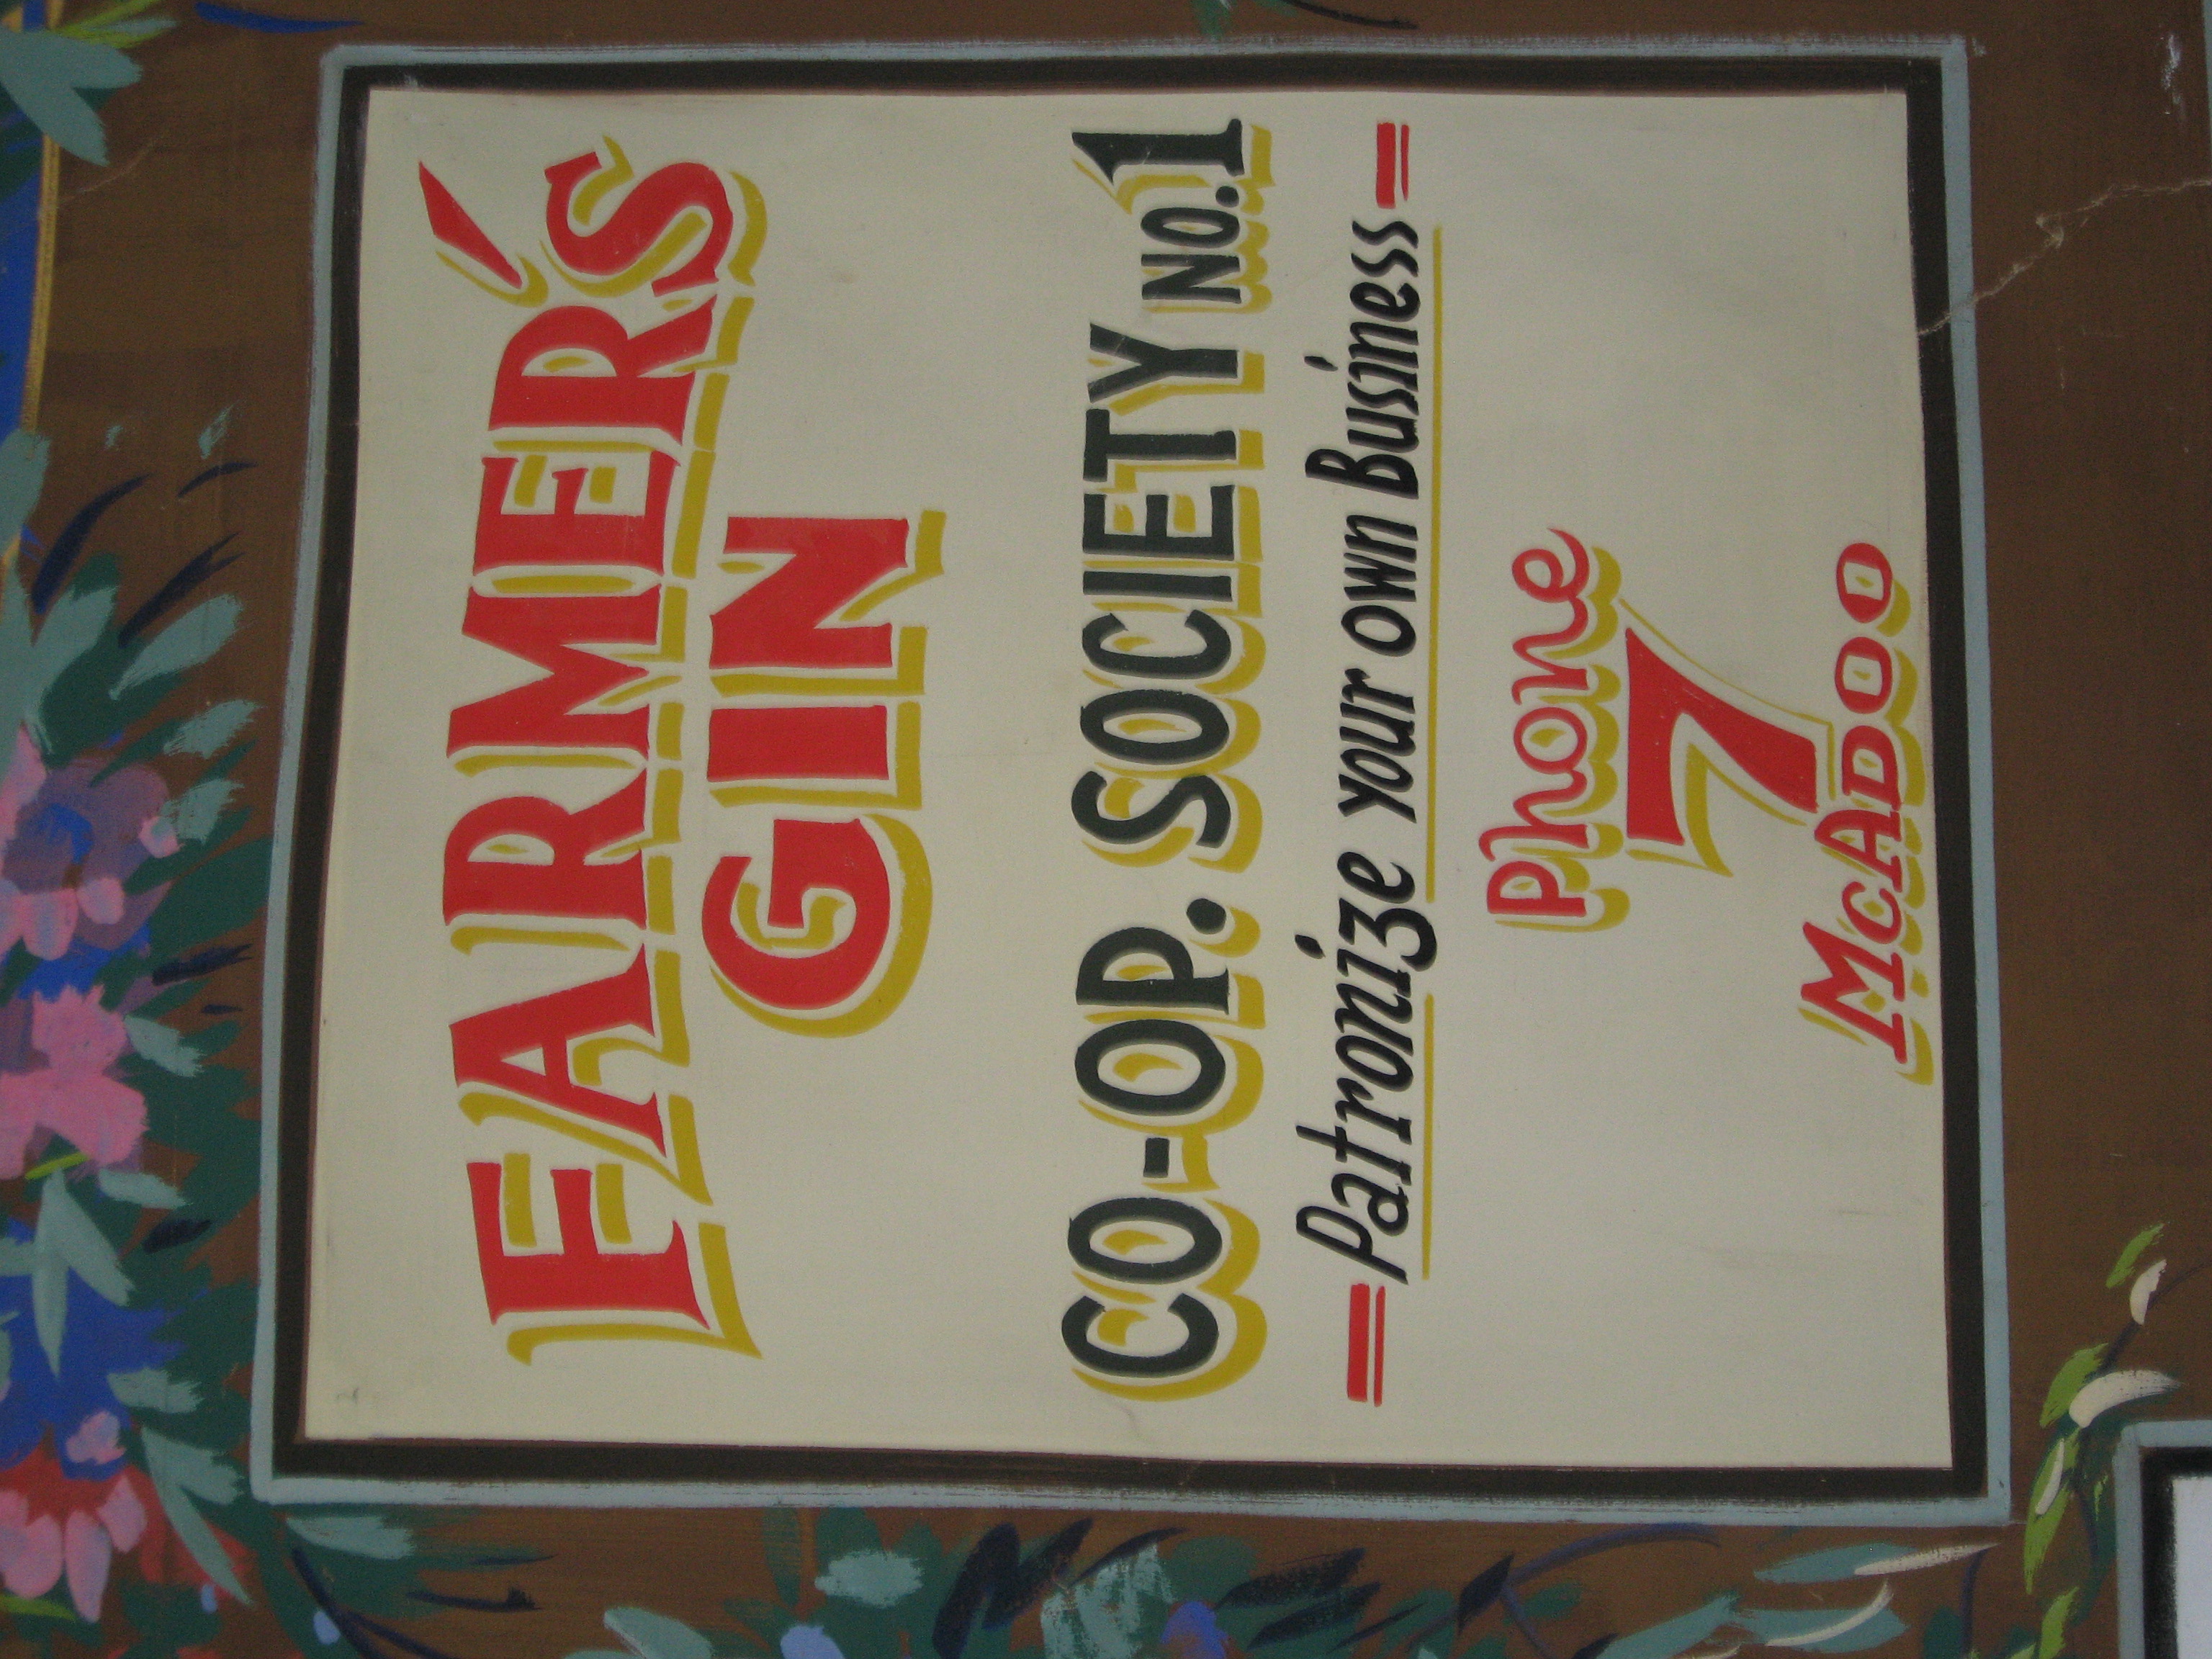 FARMER'S
GIN
CO-OP. SOCIETY NO.1
Patronize your own Business
Phone
7
McADOO